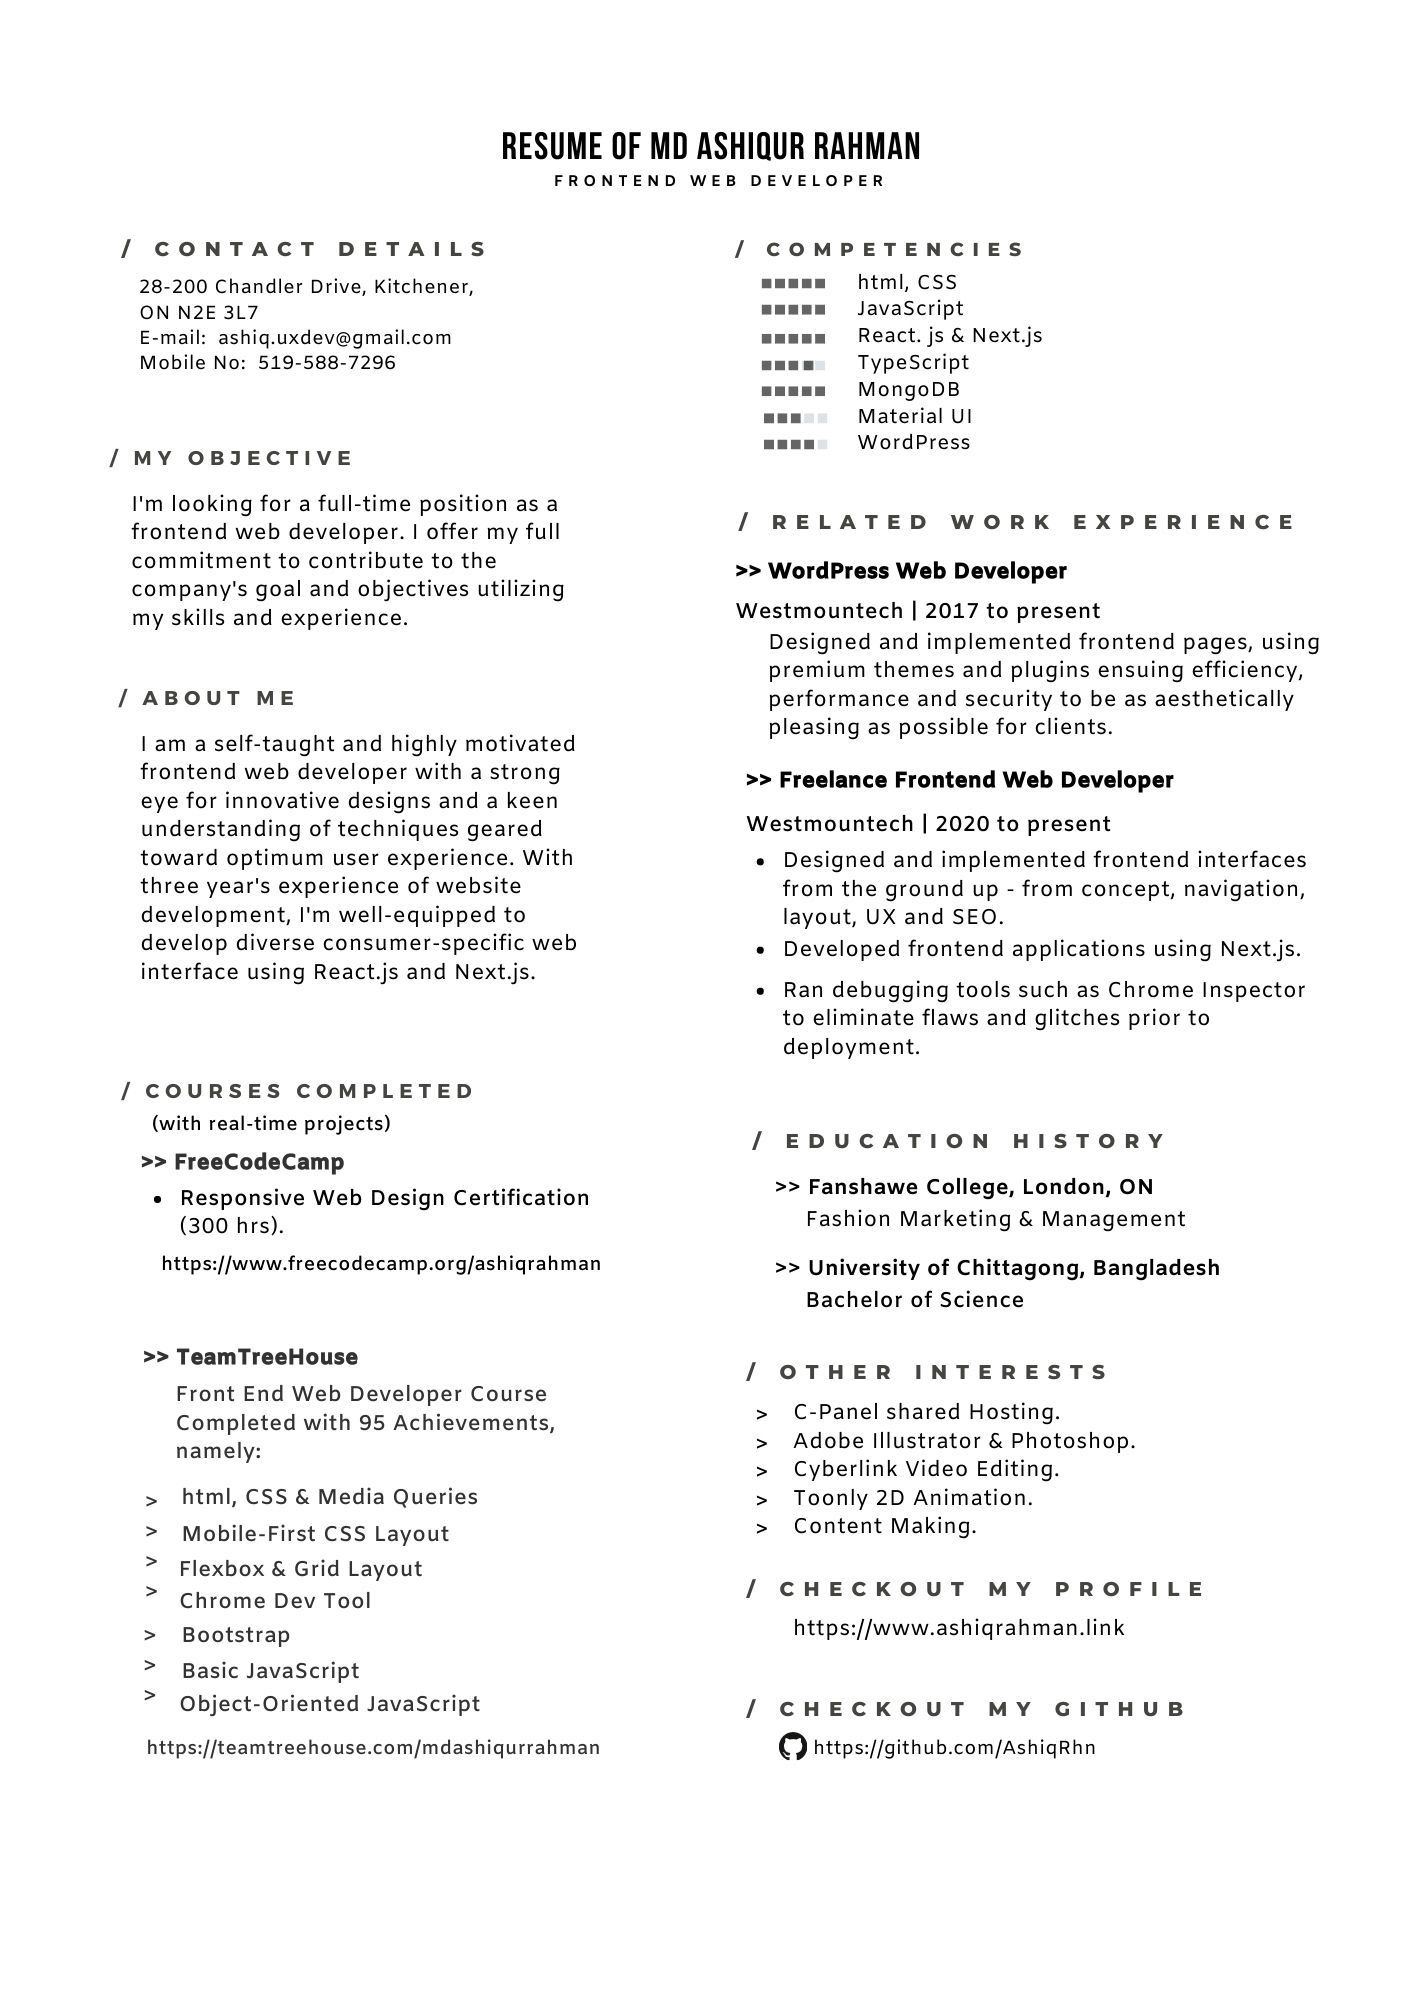 RESUME OF MD ASHIQUR RAHMAN
FRONTEND WEB DEVELOPER
/ CONTACT DETAILS
28-200 Chandler Drive, Kitchener,
ON N2E 3L7
E-mail: ashiq.uxdev@gmail.com
Mobile No: 519-588-7296
/ MY OBJECTIVE
I'm looking for a full-time position as a
frontend web developer. I offer my full
commitment to contribute to the
company's goal and objectives utilizing
my skills and experience.
/ ABOUT ME
I am a self-taught and highly motivated
frontend web developer with a strong
eye for innovative designs and a keen
understanding of techniques geared
toward optimum user experience. With
three year's experience of website
development, I'm well-equipped to
develop diverse consumer-specific web
interface using React.js and Next.js.
/ COURSES COMPLETED
(with real-time projects)
>> FreeCodeCamp
• Responsive Web Design Certification
(300 hrs).
https://www.freecodecamp.org/ashiqrahman
>> TeamTreeHouse
Front End Web Developer Course
Completed with 95 Achievements,
namely:
> html, CSS & Media Queries
> Mobile-First CSS Layout
> Flexbox & Grid Layout
> Chrome Dev Tool
> Bootstrap
> Basic JavaScript
> Object-Oriented JavaScript
https://teamtreehouse.com/mdashiqurrahman
/ COMPETENCIES
html, CSS
JavaScript
React. js & Next.js
TypeScript
MongoDB
Material UI
WordPress
/ RELATED WORK EXPERIENCE
>> WordPress Web Developer
Westmountech | 2017 to present
Designed and implemented frontend pages, using
premium themes and plugins ensuing efficiency,
performance and security to be as aesthetically
pleasing as possible for clients.
>> Freelance Frontend Web Developer
Westmountech | 2020 to present
• Designed and implemented frontend interfaces
from the ground up - from concept, navigation,
layout, UX and SEO.
• Developed frontend applications using Next.js.
• Ran debugging tools such as Chrome Inspector
to eliminate flaws and glitches prior to
deployment.
/ EDUCATION HISTORY
>> Fanshawe College, London, ON
Fashion Marketing & Management
>> University of Chittagong, Bangladesh
Bachelor of Science
/ OTHER INTERESTS
> C-Panel shared Hosting.
> Adobe Illustrator & Photoshop.
> Cyberlink Video Editing.
> Toonly 2D Animation.
> Content Making.
/ CHECKOUT MY PROFILE
https://www.ashiqrahman.link
/ CHECKOUT MY GITHUB
https://github.com/AshiqRhn